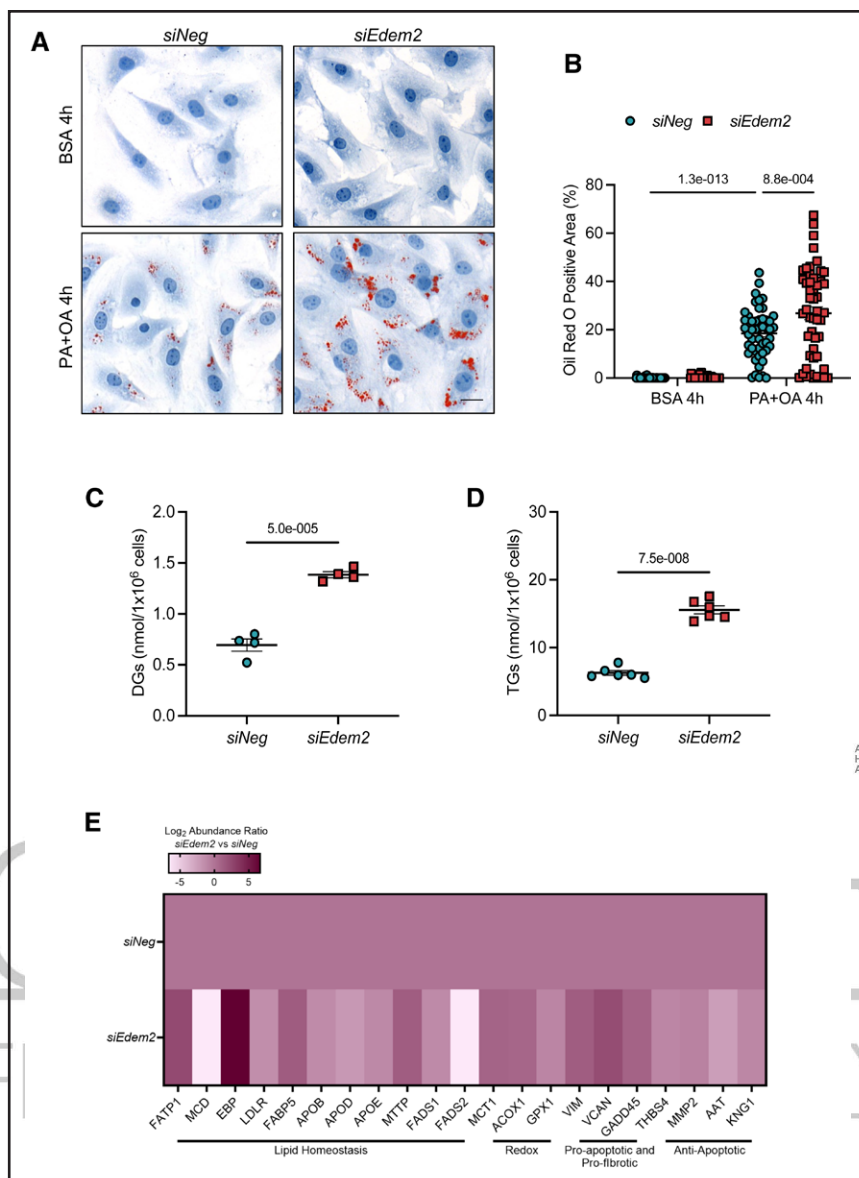 A
siNeg
siEdem2
BSA 4h
PA+OA 4h
B
siNeg siEdem2
1.3e-013 8.8e-004
Oil Red O Positive Area (%)
80
60
40
20
0
BSA 4h PA+OA 4h
C
DGs (nmol/1x10⁶ cells)
2.0
1.5
1.0
0.5
0.0
5.0e-005
siNeg siEdem2
D
TGs (nmol/1x10⁶ cells)
30
20
10
0
7.5e-008
siNeg siEdem2
A
H
A
E
Log₂ Abundance Ratio
siEdem2 vs siNeg
-5 0 5
siNeg
siEdem2
FATP1 MCD EBP LDLR FABP5 APOB APOD APOE MTTP FADS1 FADS2 MCT1 ACOX1 GPX1 VIM VCAN GADD45 THBS4 MMP2 AAT KNG1
Lipid Homeostasis
Redox
Pro-apoptotic and
Pro-fibrotic
Anti-Apoptotic